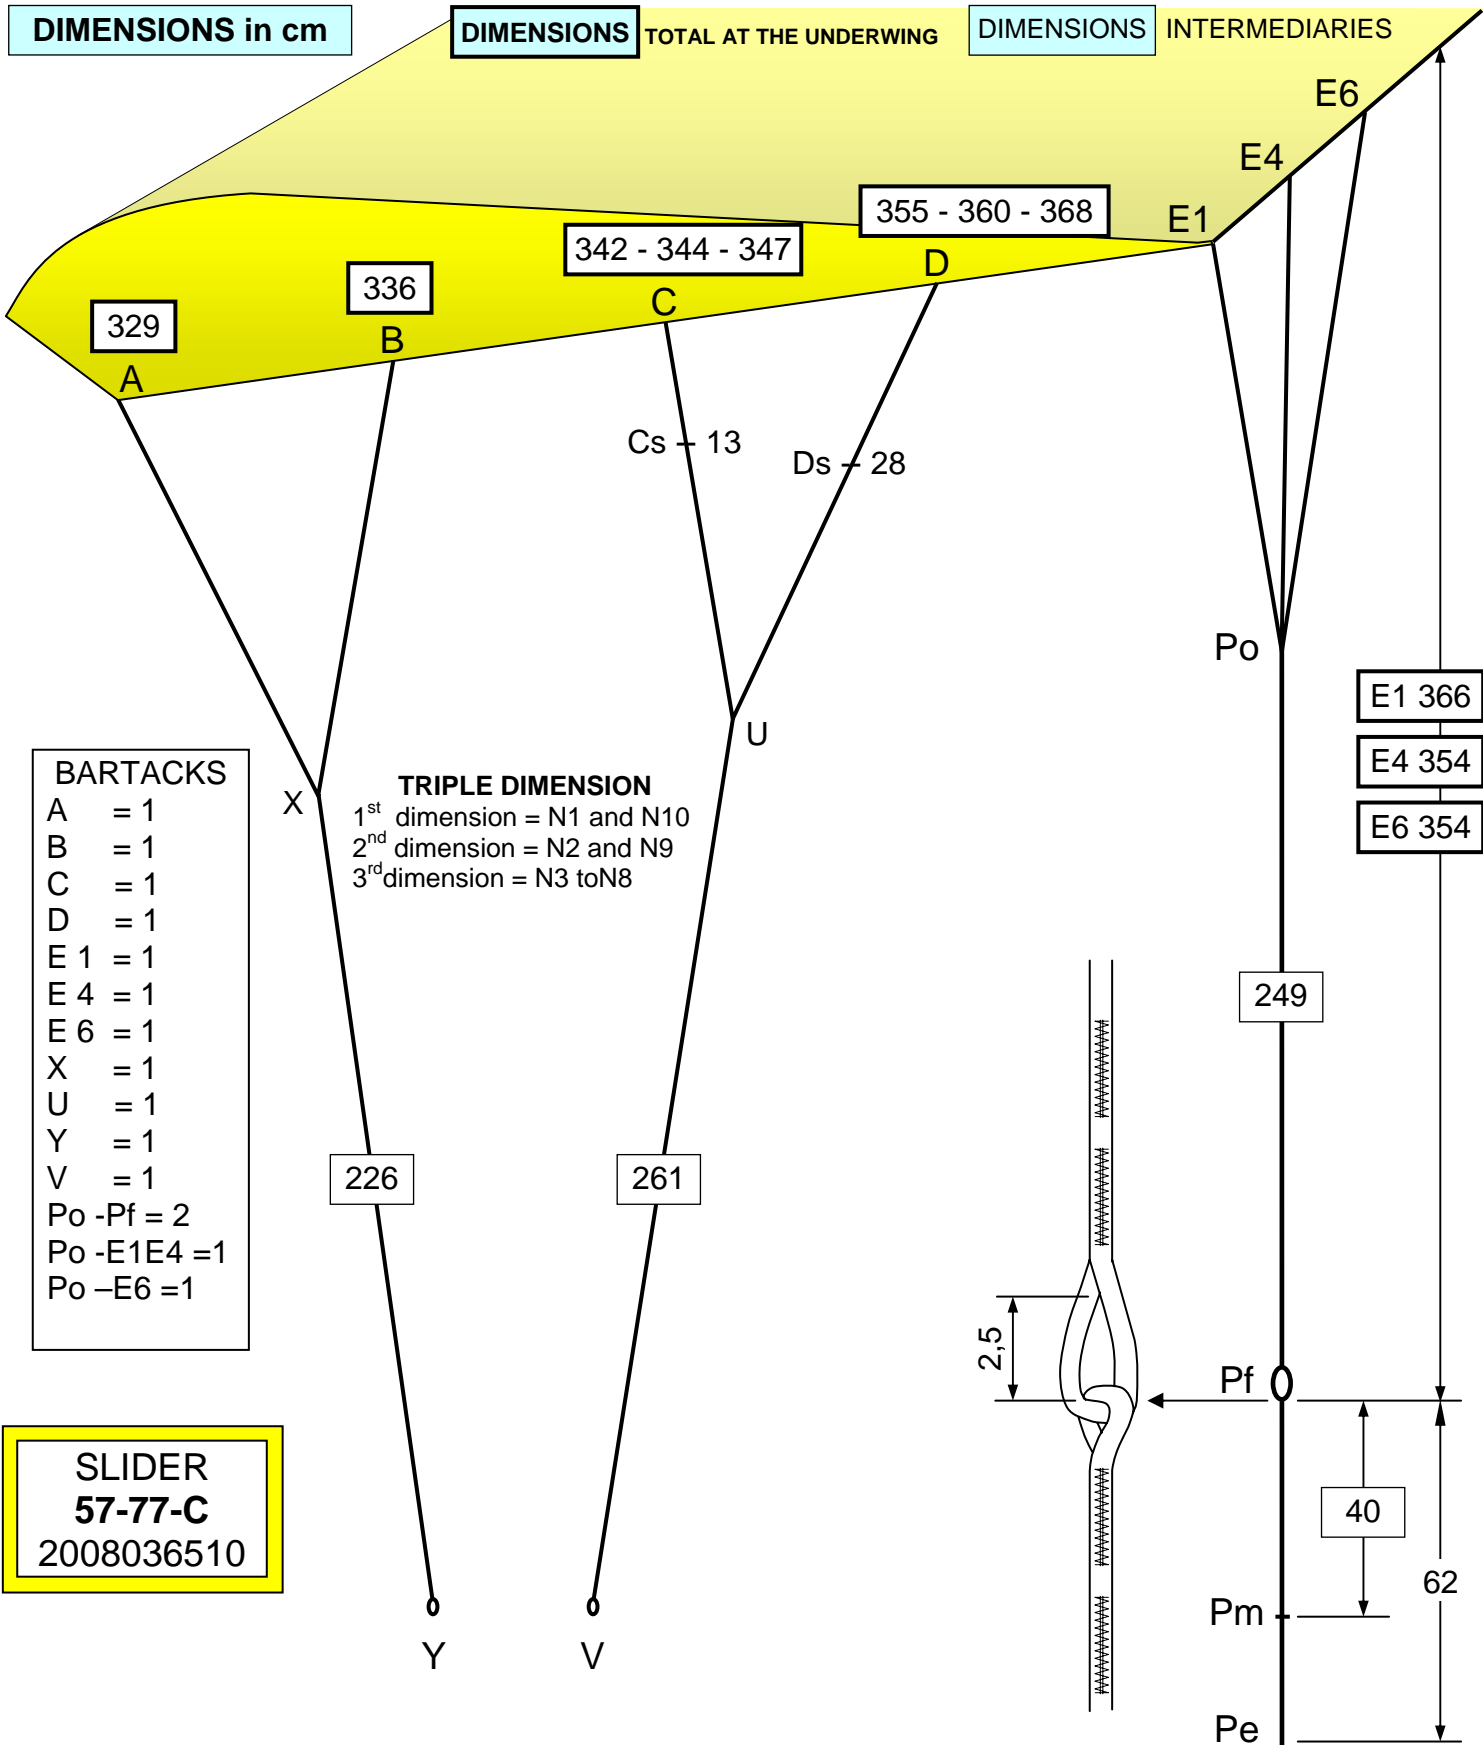 DIMENSIONS in cm
DIMENSIONS TOTAL AT THE UNDERWING
DIMENSIONS INTERMEDIARIES
E6
E4
E1
355 - 360 - 368
D
342 - 344 - 347
C
336
B
329
A
Cs 13
Ds 28
Po
U
X
E1 366
E4 354
E6 354
TRIPLE DIMENSION
1st dimension = N1 and N10
2nd dimension = N2 and N9
3rd dimension = N3 toN8
BARTACKS
A = 1
B = 1
C = 1
D = 1
E 1 = 1
E 4 = 1
E 6 = 1
X = 1
U = 1
Y = 1
V = 1
Po -Pf = 2
Po -E1E4 =1
Po –E6 =1
249
226
261
2,5
Pf
SLIDER
57-77-C
2008036510
40
62
Pm
Y
V
Pe